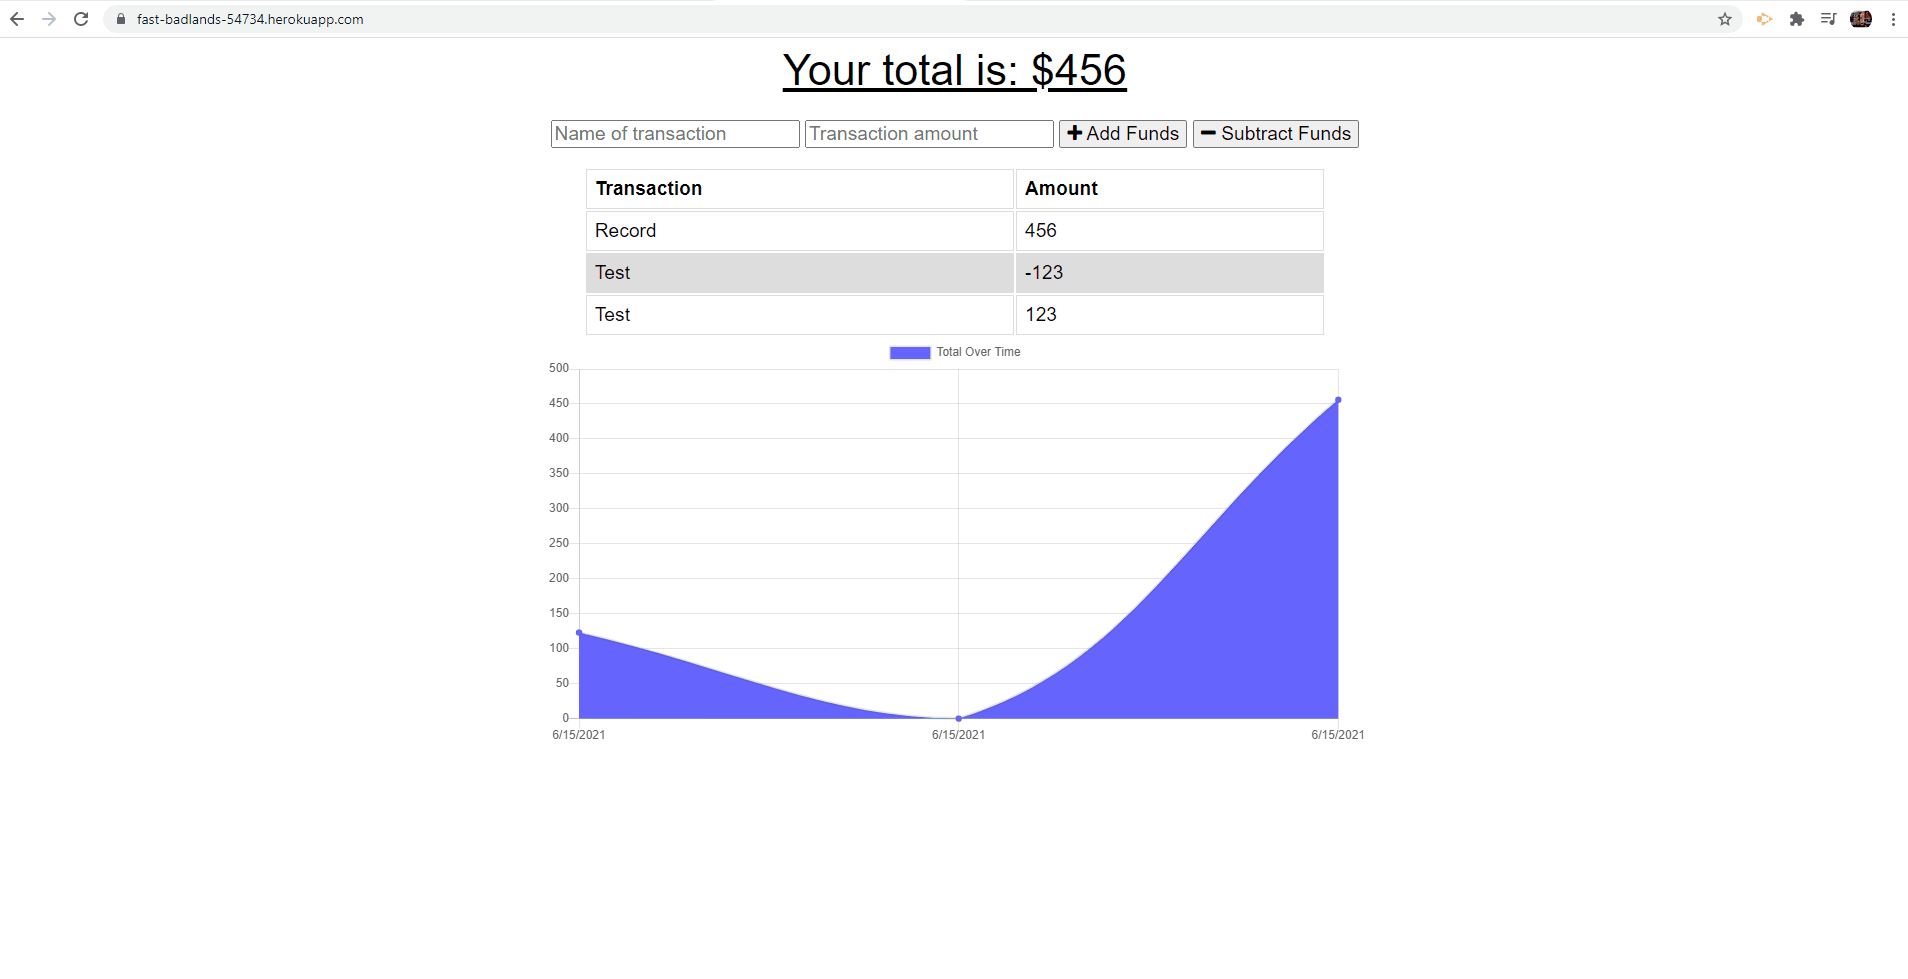 fast-badlands-54734.herokuapp.com
Your total is: $456
Name of transaction Transaction amount Add Funds Subtract Funds
Transaction Amount
Record 456
Test -123
Test 123
Total Over Time
500
450
400
350
300
250
200
150
100
50
0
6/15/2021 6/15/2021 6/15/2021